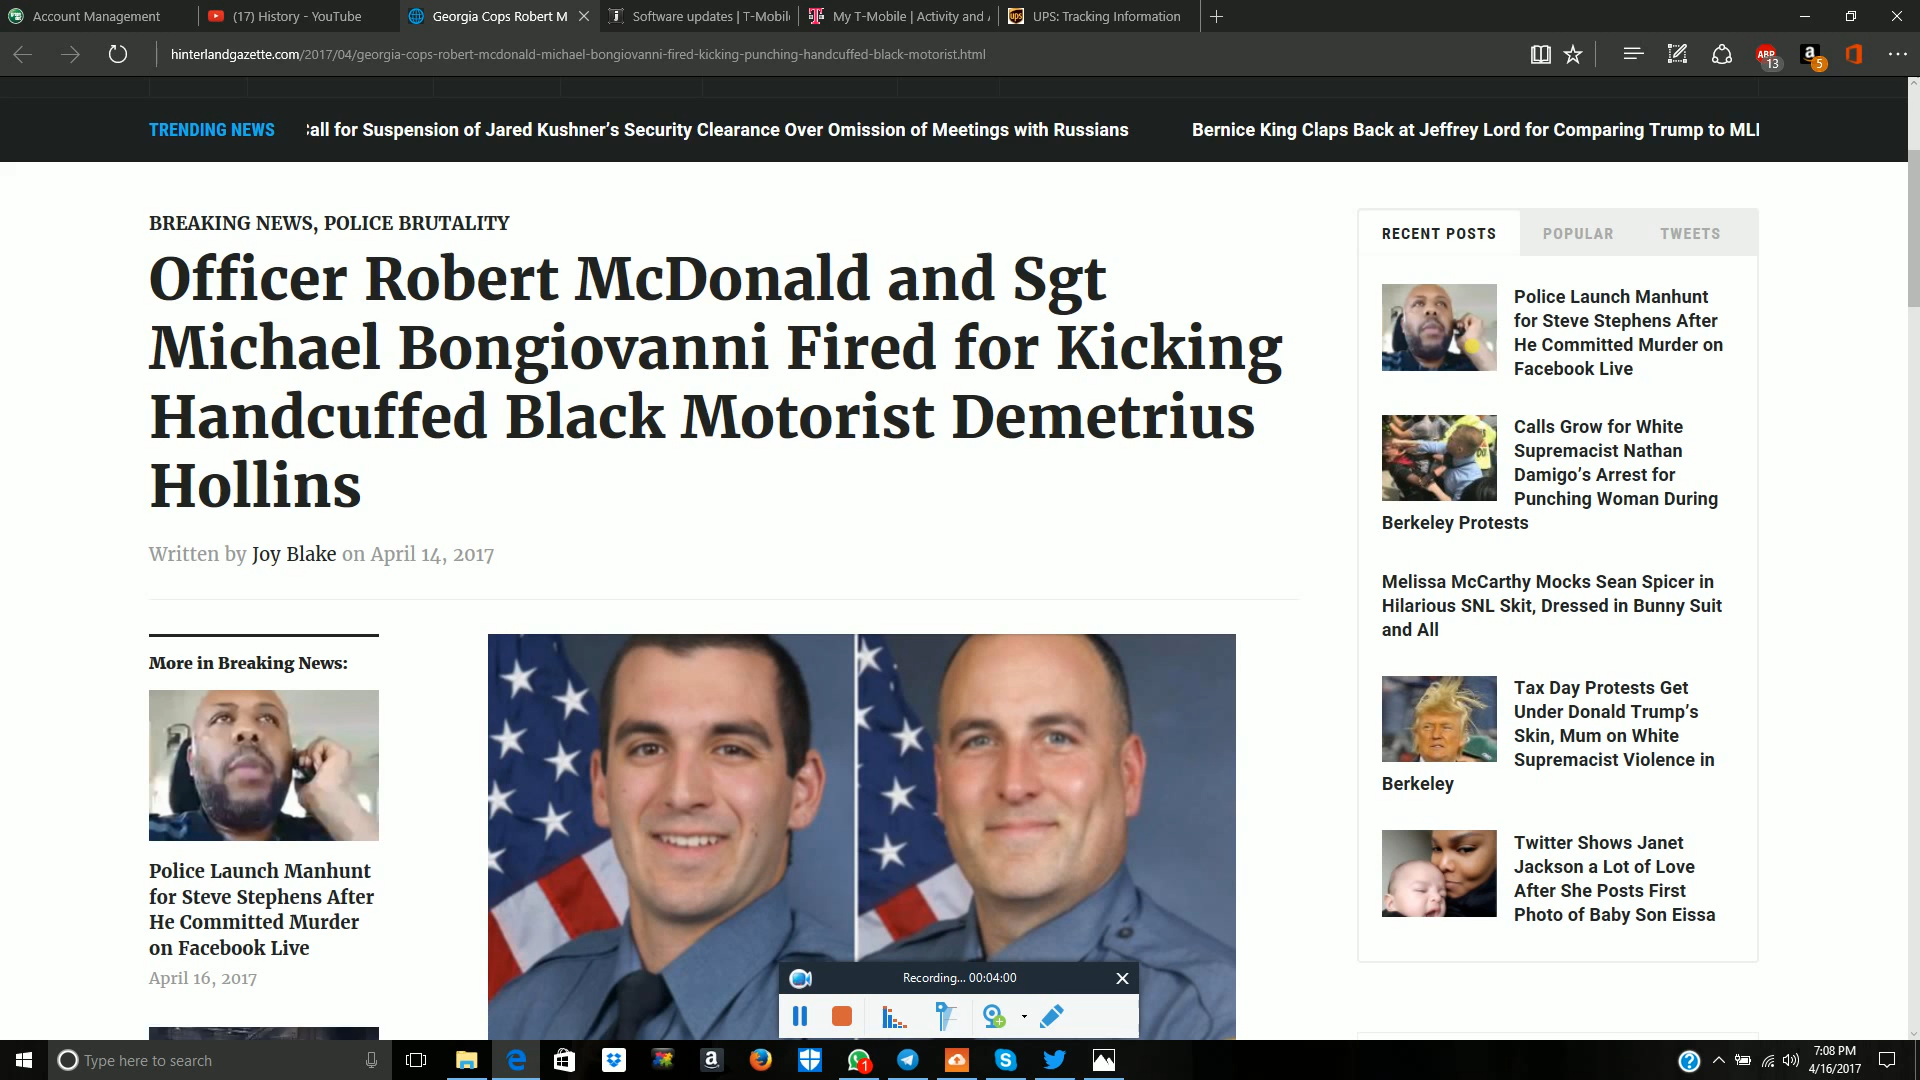 Account Management
(17) History - YouTube
Georgia Cops Robert M
Software updates | T-Mobil
My T-Mobile | Activity and
UPS: Tracking Information
hinterlandgazette.com/2017/04/georgia-cops-robert-mcdonald-michael-bongiovanni-fired-kicking-punching-handcuffed-black-motorist.html
ABP
13
a
5
TRENDING NEWS
all for Suspension of Jared Kushner's Security Clearance Over Omission of Meetings with Russians
Bernice King Claps Back at Jeffrey Lord for Comparing Trump to MLK
BREAKING NEWS, POLICE BRUTALITY
Officer Robert McDonald and Sgt
Michael Bongiovanni Fired for Kicking
Handcuffed Black Motorist Demetrius
Hollins
Written by Joy Blake on April 14, 2017
More in Breaking News:
Police Launch Manhunt
for Steve Stephens After
He Committed Murder
on Facebook Live
April 16, 2017
RECENT POSTS
POPULAR
TWEETS
Police Launch Manhunt
for Steve Stephens After
He Committed Murder on
Facebook Live
Calls Grow for White
Supremacist Nathan
Damigo's Arrest for
Punching Woman During
Berkeley Protests
Melissa McCarthy Mocks Sean Spicer in
Hilarious SNL Skit, Dressed in Bunny Suit
and All
Tax Day Protests Get
Under Donald Trump's
Skin, Mum on White
Supremacist Violence in
Berkeley
Twitter Shows Janet
Jackson a Lot of Love
After She Posts First
Photo of Baby Son Eissa
Recording... 00:04:00
Type here to search
1
7:08 PM
4/16/2017